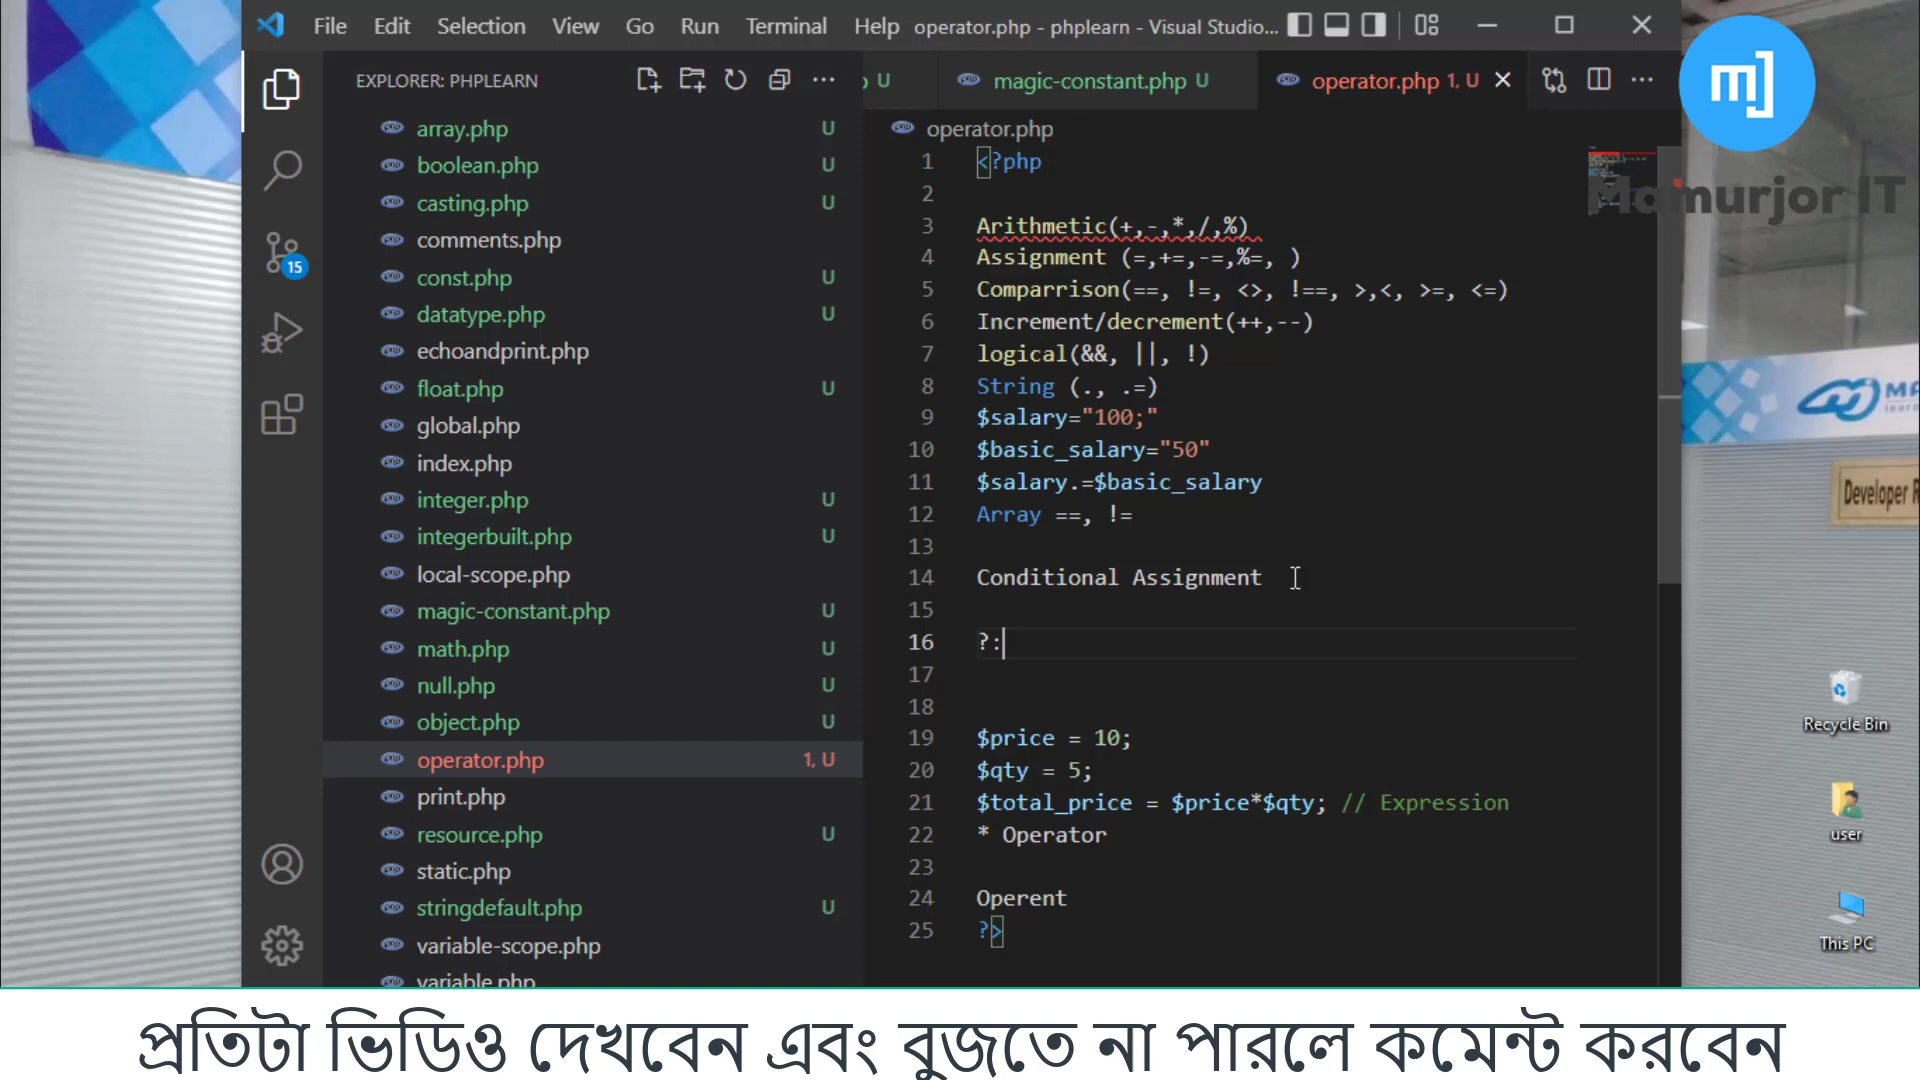 File Edit Selection View Go Run Terminal Help operator.php - phplearn - Visual Studio...
EXPLORER: PHPLEARN
U magic-constant.php U operator.php 1, U
array.php U
boolean.php U
casting.php U
comments.php
const.php U
datatype.php U
echoandprint.php
float.php U
global.php
index.php
integer.php U
integerbuilt.php U
local-scope.php
magic-constant.php U
math.php U
null.php U
object.php U
operator.php 1, U
print.php
resource.php U
static.php
stringdefault.php U
variable-scope.php
variable.php
15
operator.php
1 <?php
2
3 Arithmetic(+,-,*,/,%)
4 Assignment (=,+=,-=,%=, )
5 Comparrison(==, !=, <>, !==, >,<, >=, <=)
6 Increment/decrement(++,--)
7 logical(&&, ||, !)
8 String (., .=)
9 $salary="100;"
10 $basic_salary="50"
11 $salary.=$basic_salary
12 Array ==, !=
13
14 Conditional Assignment
15
16 ?:
17
18
19 $price = 10;
20 $qty = 5;
21 $total_price = $price*$qty; // Expression
22 * Operator
23
24 Operent
25 ?>
Mamurjor IT
Developer
Recycle Bin
user
This PC
প্রতিটা ভিডিও দেখবেন এবং বুজতে না পারলে কমেন্ট করবেন